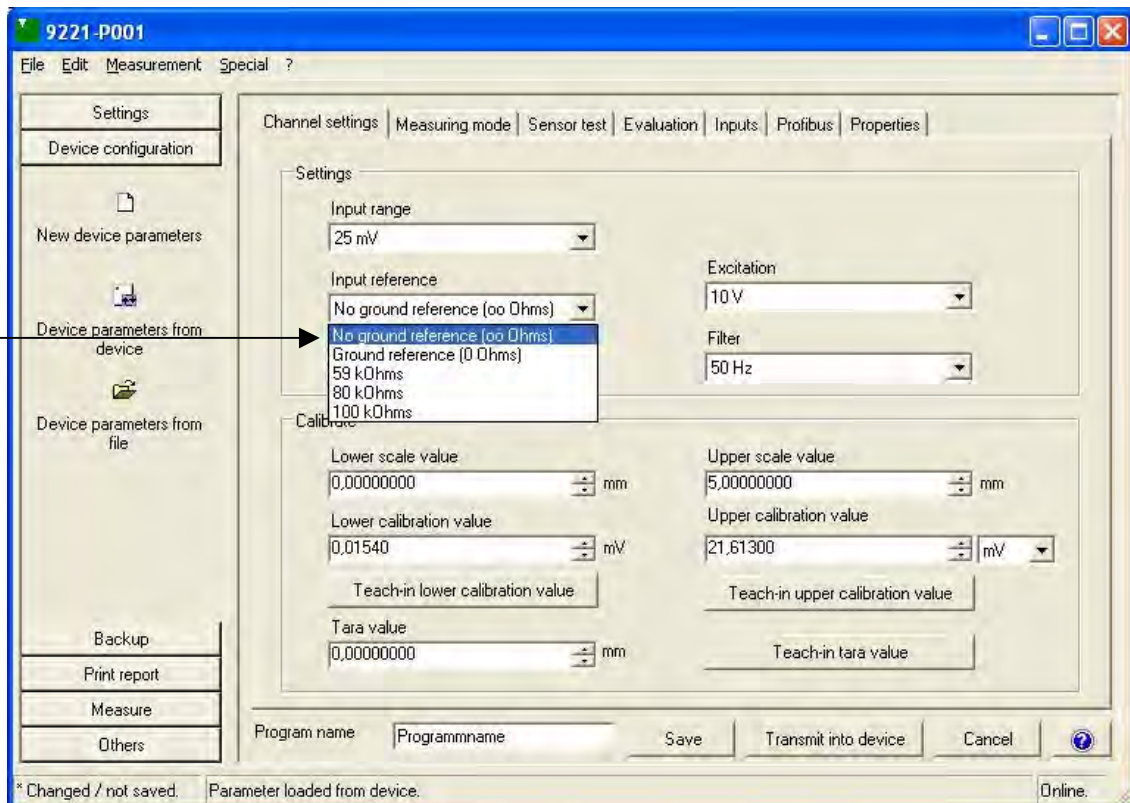 9221-P001
File Edit Measurement Special ?
Settings
Device configuration
New device parameters
Device parameters from
device
Device parameters from
file
Backup
Print report
Measure
Others
Channel settings Measuring mode Sensor test Evaluation Inputs Profibus Properties
Settings
Input range
25 mV
Input reference
No ground reference (oo Ohms)
No ground reference (oo Ohms)
Ground reference (0 Ohms)
59 kOhms
80 kOhms
100 kOhms
Excitation
10 V
Filter
50 Hz
Calibrate
Lower scale value
0,00000000 mm
Upper scale value
5,00000000 mm
Lower calibration value
0,01540 mV
Upper calibration value
21,61300 mV
Teach-in lower calibration value
Teach-in upper calibration value
Tara value
0,00000000 mm
Teach-in tara value
Program name Programmname Save Transmit into device Cancel ?
* Changed / not saved. Parameter loaded from device. Online.